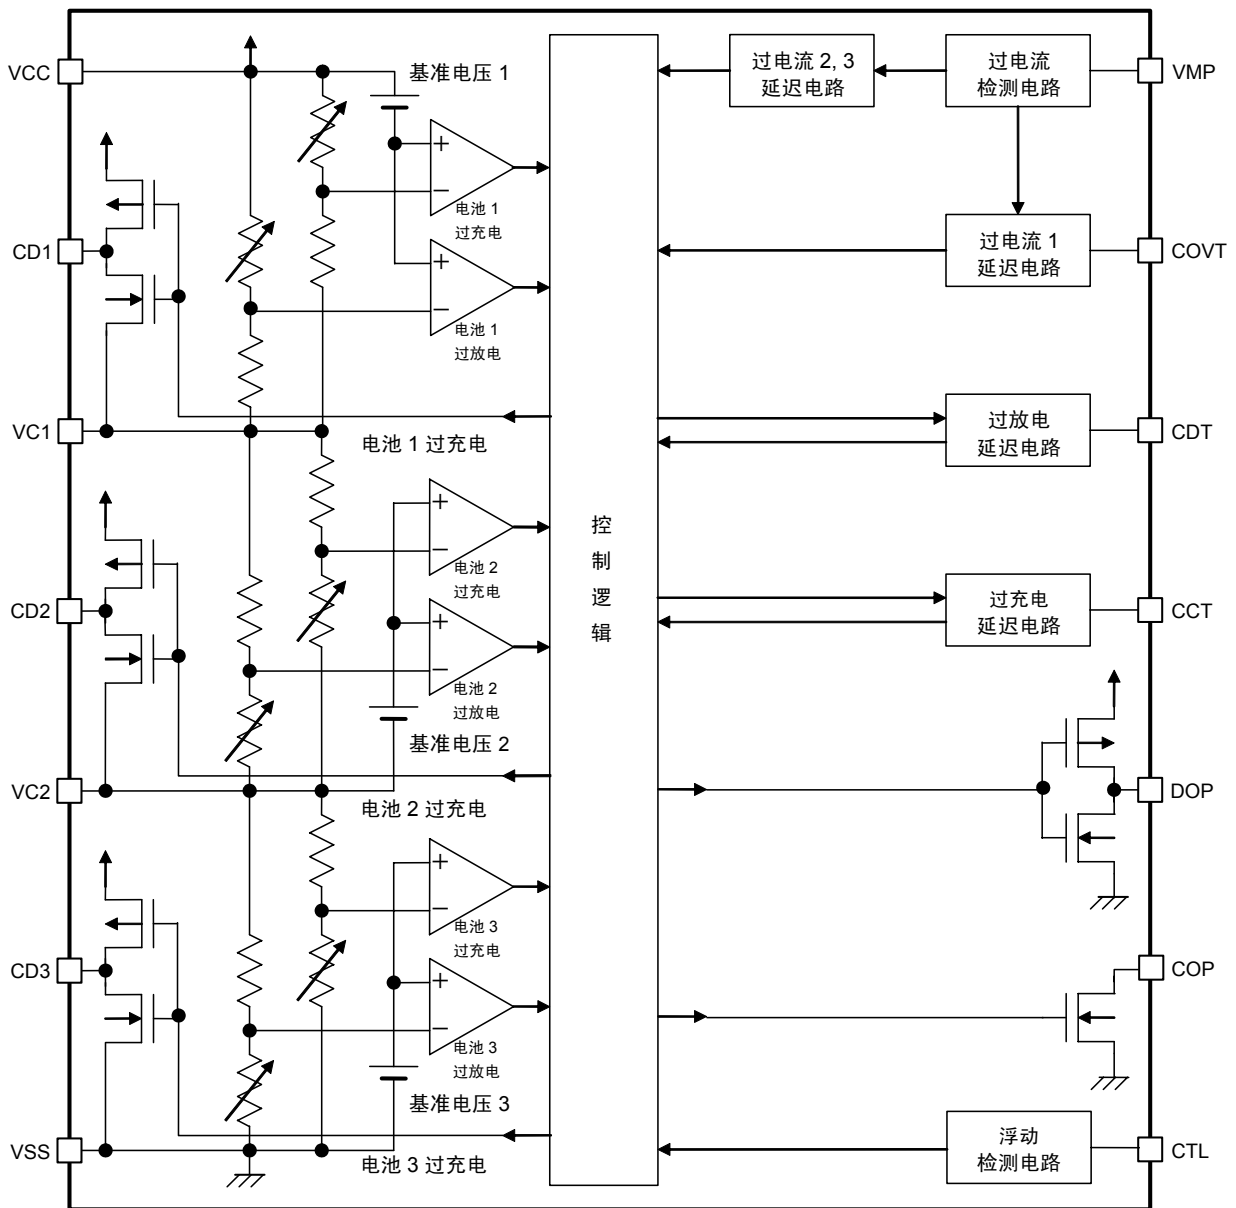 VCC
基准电压 1
过电流 2, 3
延迟电路
过电流
检测电路
VMP
+
−
电池 1
过充电
CD1
+
−
电池 1
过放电
过电流 1
延迟电路
COVT
VC1
电池 1 过充电
过放电
延迟电路
CDT
+
−
电池 2
过充电
控
制
逻
辑
CD2
+
−
电池 2
过放电
过充电
延迟电路
CCT
基准电压 2
VC2
电池 2 过充电
DOP
+
−
电池 3
过充电
CD3
+
−
电池 3
过放电
COP
基准电压 3
VSS
电池 3 过充电
浮动
检测电路
CTL